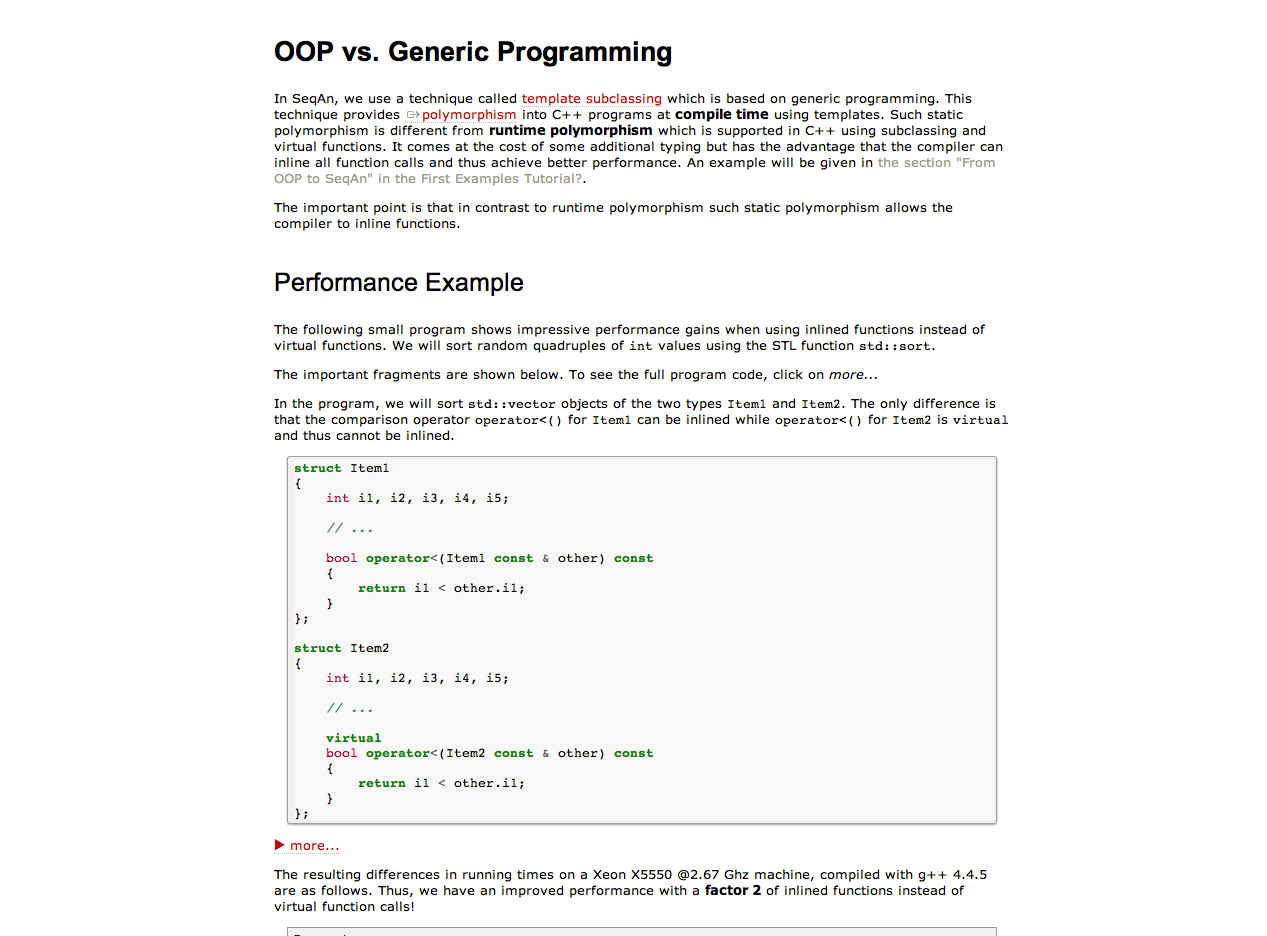 OOP vs. Generic Programming
In SeqAn, we use a technique called template subclassing which is based on generic programming. This
technique provides polymorphism into C++ programs at compile time using templates. Such static
polymorphism is different from runtime polymorphism which is supported in C++ using subclassing and
virtual functions. It comes at the cost of some additional typing but has the advantage that the compiler can
inline all function calls and thus achieve better performance. An example will be given in the section "From
OOP to SeqAn" in the First Examples Tutorial?.
The important point is that in contrast to runtime polymorphism such static polymorphism allows the
compiler to inline functions.
Performance Example
The following small program shows impressive performance gains when using inlined functions instead of
virtual functions. We will sort random quadruples of int values using the STL function std::sort.
The important fragments are shown below. To see the full program code, click on more...
In the program, we will sort std::vector objects of the two types Item1 and Item2. The only difference is
that the comparison operator operator<() for Item1 can be inlined while operator<() for Item2 is virtual
and thus cannot be inlined.
struct Item1
{
    int i1, i2, i3, i4, i5;
    // ...
    bool operator<(Item1 const & other) const
    {
        return i1 < other.i1;
    }
};
struct Item2
{
    int i1, i2, i3, i4, i5;
    // ...
    virtual
    bool operator<(Item2 const & other) const
    {
        return i1 < other.i1;
    }
};
more...
The resulting differences in running times on a Xeon X5550 @2.67 Ghz machine, compiled with g++ 4.4.5
are as follows. Thus, we have an improved performance with a factor 2 of inlined functions instead of
virtual function calls!